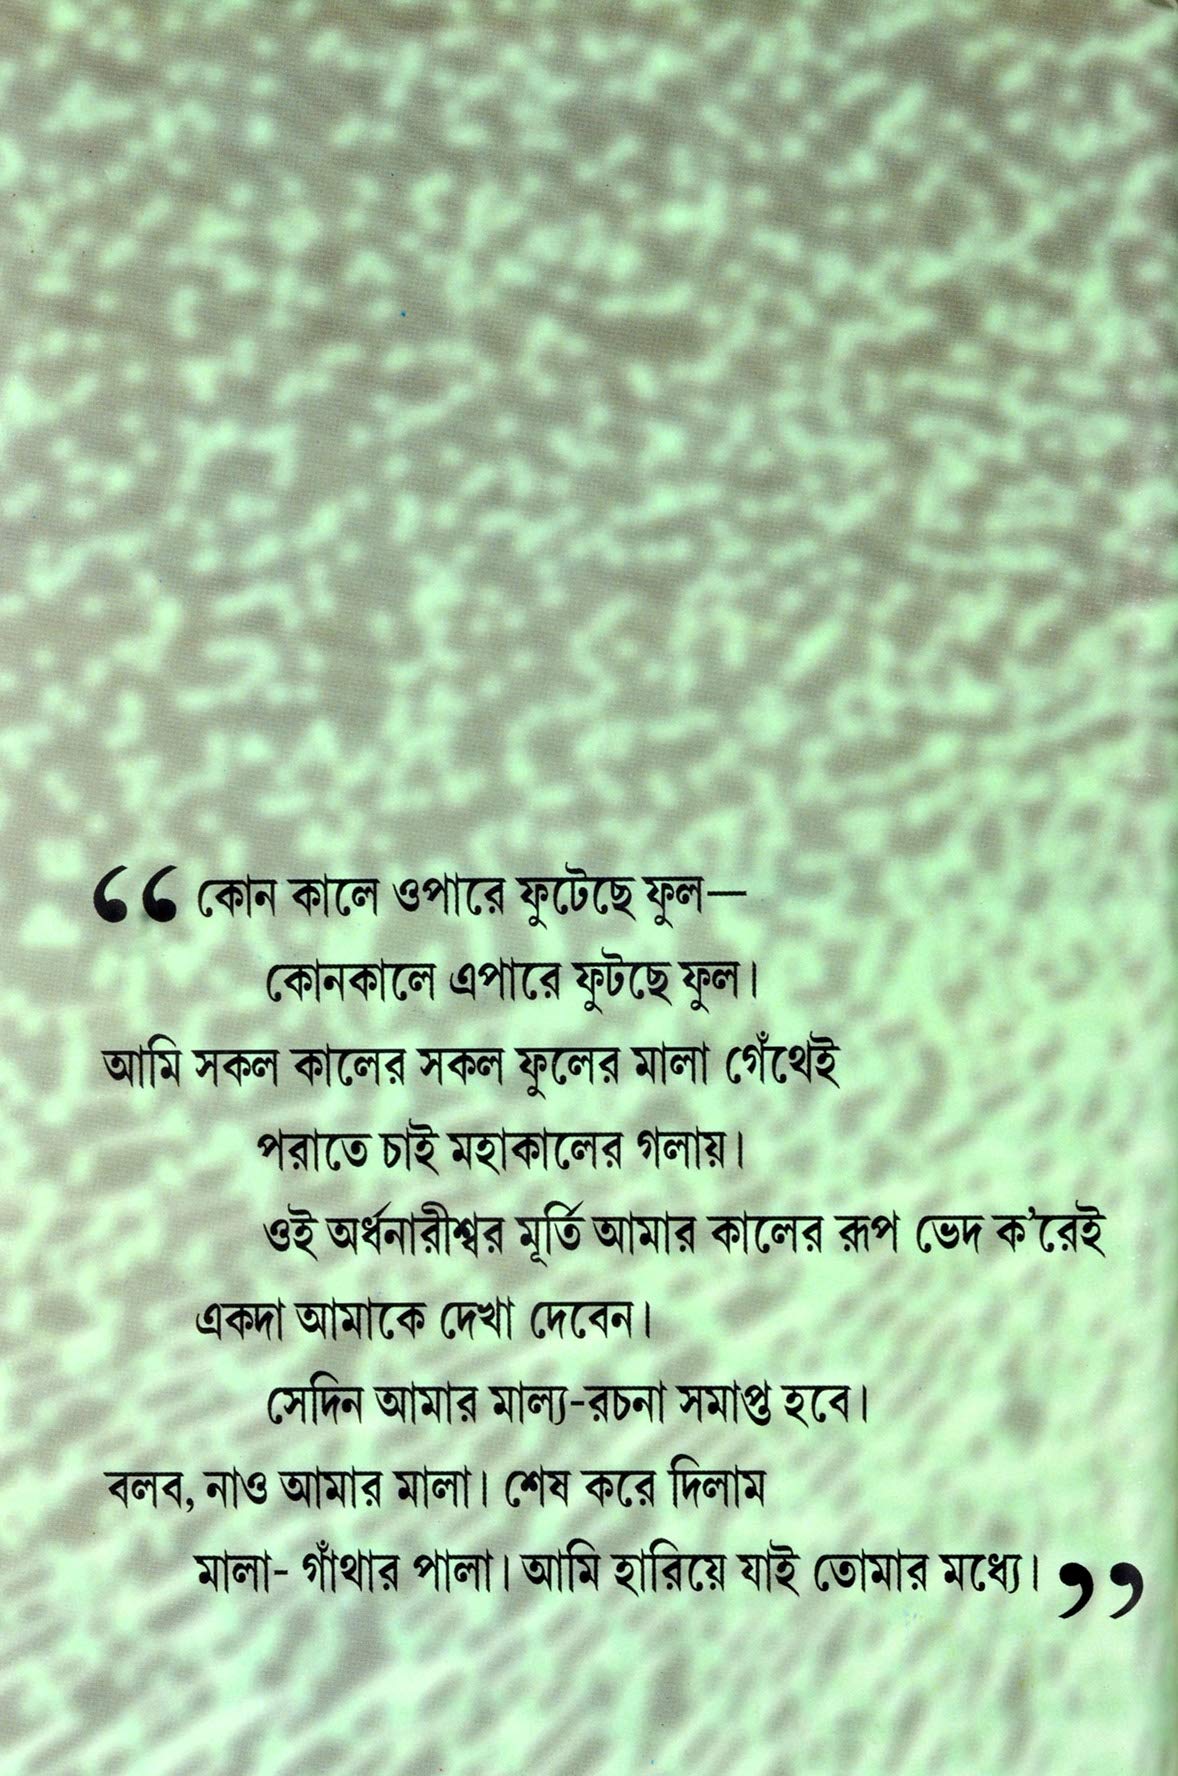 “ কোন কালে ওপারে ফুটেছে ফুল—
কোনকালে এপারে ফুটছে ফুল।
আমি সকল কালের সকল ফুলের মালা গেঁথেই
পরাতে চাই মহাকালের গলায়।
ওই অর্ধনারীশ্বর মূর্তি আমার কালের রূপ ভেদ ক'রেই
একদা আমাকে দেখা দেবেন।
সেদিন আমার মাল্য-রচনা সমাপ্ত হবে।
বলব, নাও আমার মালা। শেষ করে দিলাম
মালা- গাঁথার পালা। আমি হারিয়ে যাই তোমার মধ্যে। ”